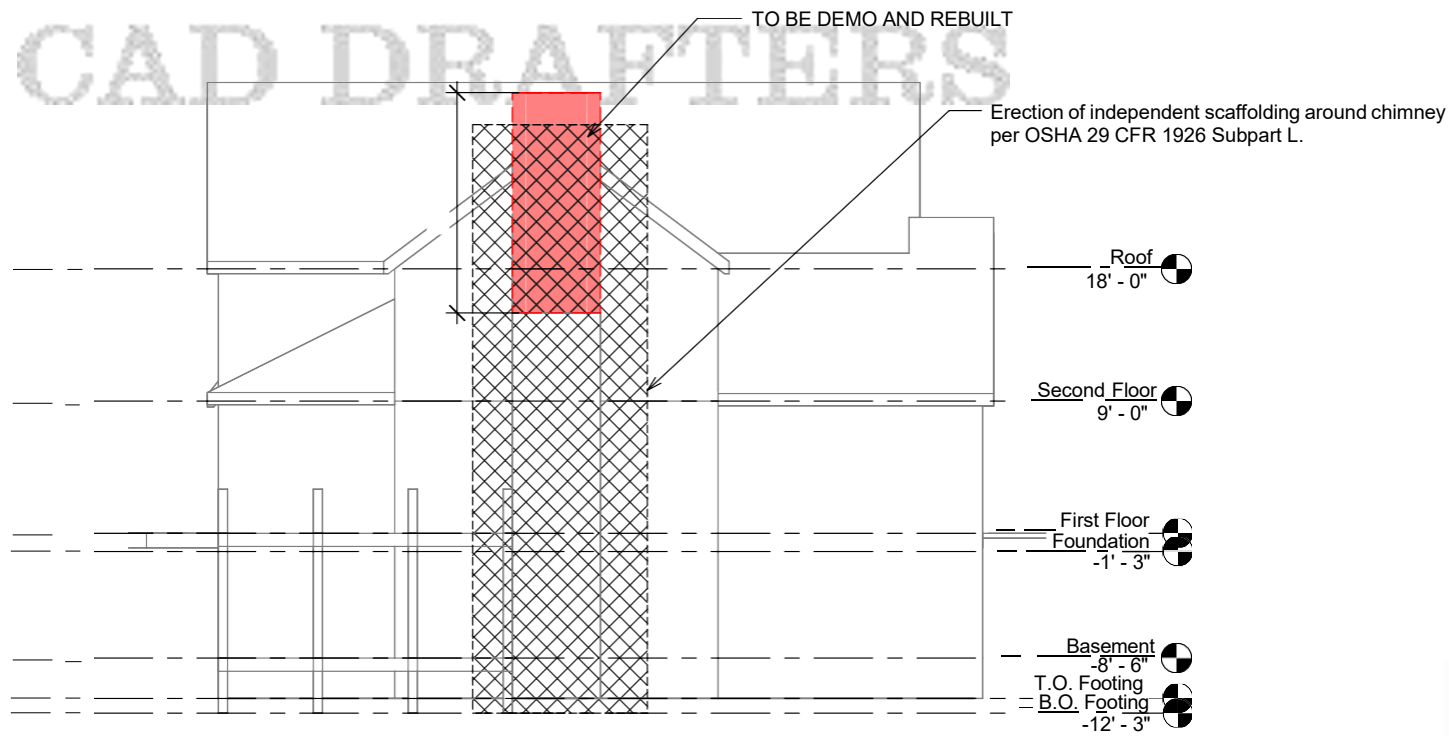 CAD DRAFTERS
TO BE DEMO AND REBUILT
Erection of independent scaffolding around chimney
per OSHA 29 CFR 1926 Subpart L.
Roof
18' - 0"
Second Floor
9' - 0"
First Floor
Foundation
-1' - 3"
Basement
-8' - 6"
T.O. Footing
B.O. Footing
-12' - 3"